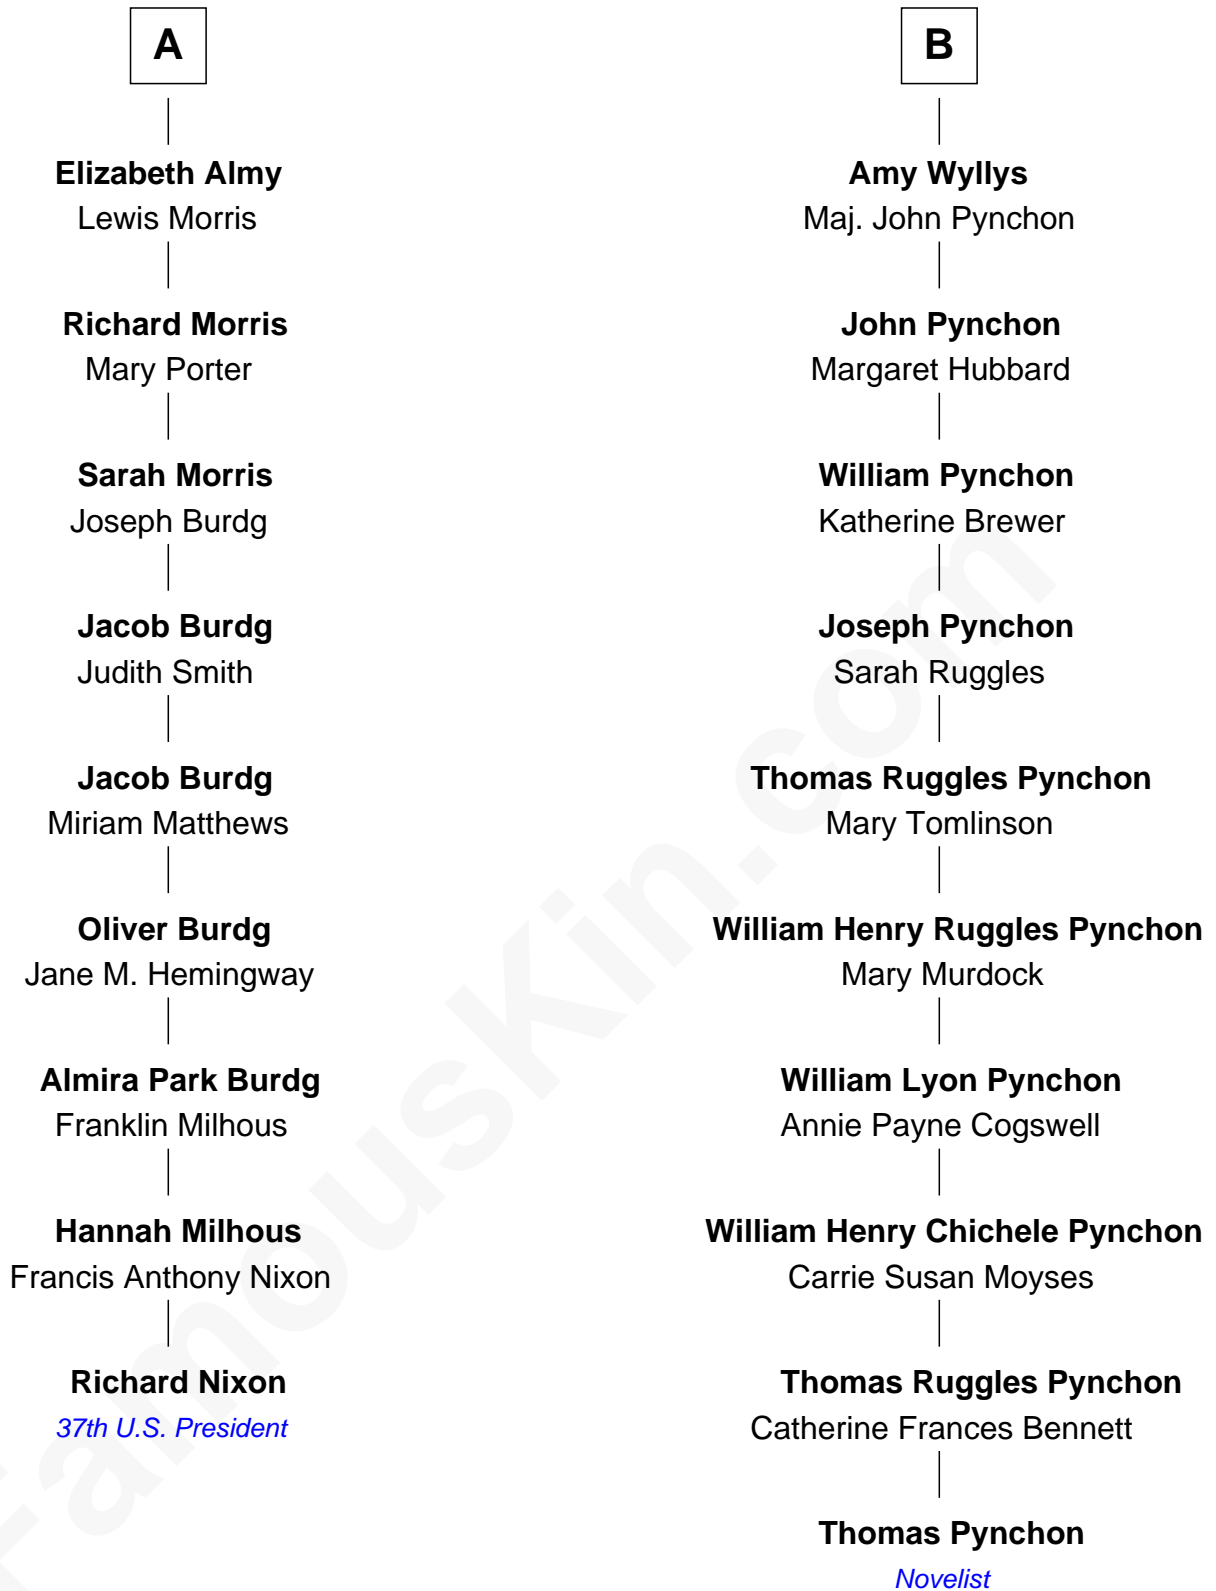 A
Elizabeth Almy
Lewis Morris
Richard Morris
Mary Porter
Sarah Morris
Joseph Burdg
Jacob Burdg
Judith Smith
Jacob Burdg
Miriam Matthews
Oliver Burdg
Jane M. Hemingway
Almira Park Burdg
Franklin Milhous
Hannah Milhous
Francis Anthony Nixon
Richard Nixon
37th U.S. President
B
Amy Wyllys
Maj. John Pynchon
John Pynchon
Margaret Hubbard
William Pynchon
Katherine Brewer
Joseph Pynchon
Sarah Ruggles
Thomas Ruggles Pynchon
Mary Tomlinson
William Henry Ruggles Pynchon
Mary Murdock
William Lyon Pynchon
Annie Payne Cogswell
William Henry Chichele Pynchon
Carrie Susan Moyses
Thomas Ruggles Pynchon
Catherine Frances Bennett
Thomas Pynchon
Novelist
FamousKin.com